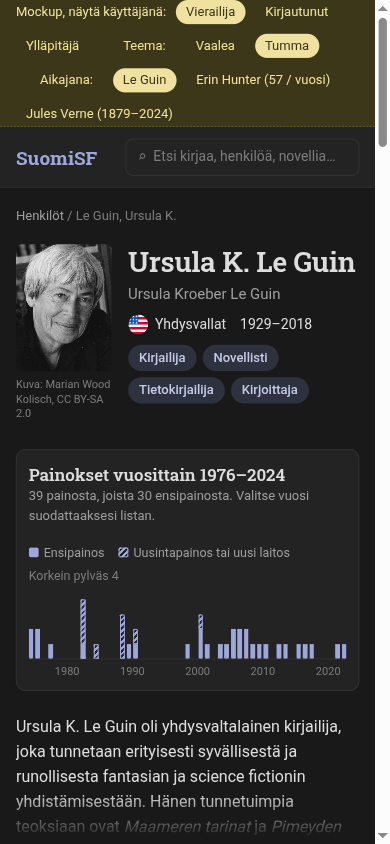 Mockup, näytä käyttäjänä: Vierailija Kirjautunut
Ylläpitäjä Teema: Vaalea Tumma
Aikajana: Le Guin Erin Hunter (57 / vuosi)
Jules Verne (1879–2024)
SuomiSF Etsi kirjaa, henkilöä, novellia…
Henkilöt / Le Guin, Ursula K.
Ursula K. Le Guin
Ursula Kroeber Le Guin
Yhdysvallat 1929–2018
Kirjailija Novellisti
Tietokirjailija Kirjoittaja
Kuva: Marian Wood
Kolisch, CC BY-SA
2.0
Painokset vuosittain 1976–2024
39 painosta, joista 30 ensipainosta. Valitse vuosi
suodattaaksesi listan.
Ensipainos Uusintapainos tai uusi laitos
Korkein pylväs 4
1980 1990 2000 2010 2020
Ursula K. Le Guin oli yhdysvaltalainen kirjailija,
joka tunnetaan erityisesti syvällisestä ja
runollisesta fantasian ja science fictionin
yhdistämisestään. Hänen tunnetuimpia
teoksiaan ovat Maameren tarinat ja Pimeyden